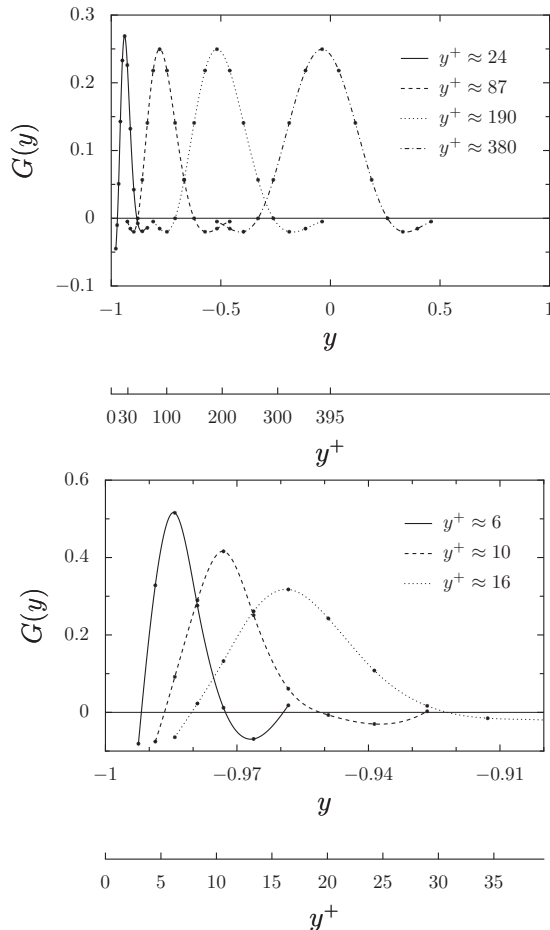 0.3
0.2
0.1
0
−0.1
G(y)
y⁺ ≈ 24
y⁺ ≈ 87
y⁺ ≈ 190
y⁺ ≈ 380
−1 −0.5 0 0.5 1
y
0 30 100 200 300 395
y⁺
0.6
0.4
0.2
0
G(y)
y⁺ ≈ 6
y⁺ ≈ 10
y⁺ ≈ 16
−1 −0.97 −0.94 −0.91
y
0 5 10 15 20 25 30 35
y⁺